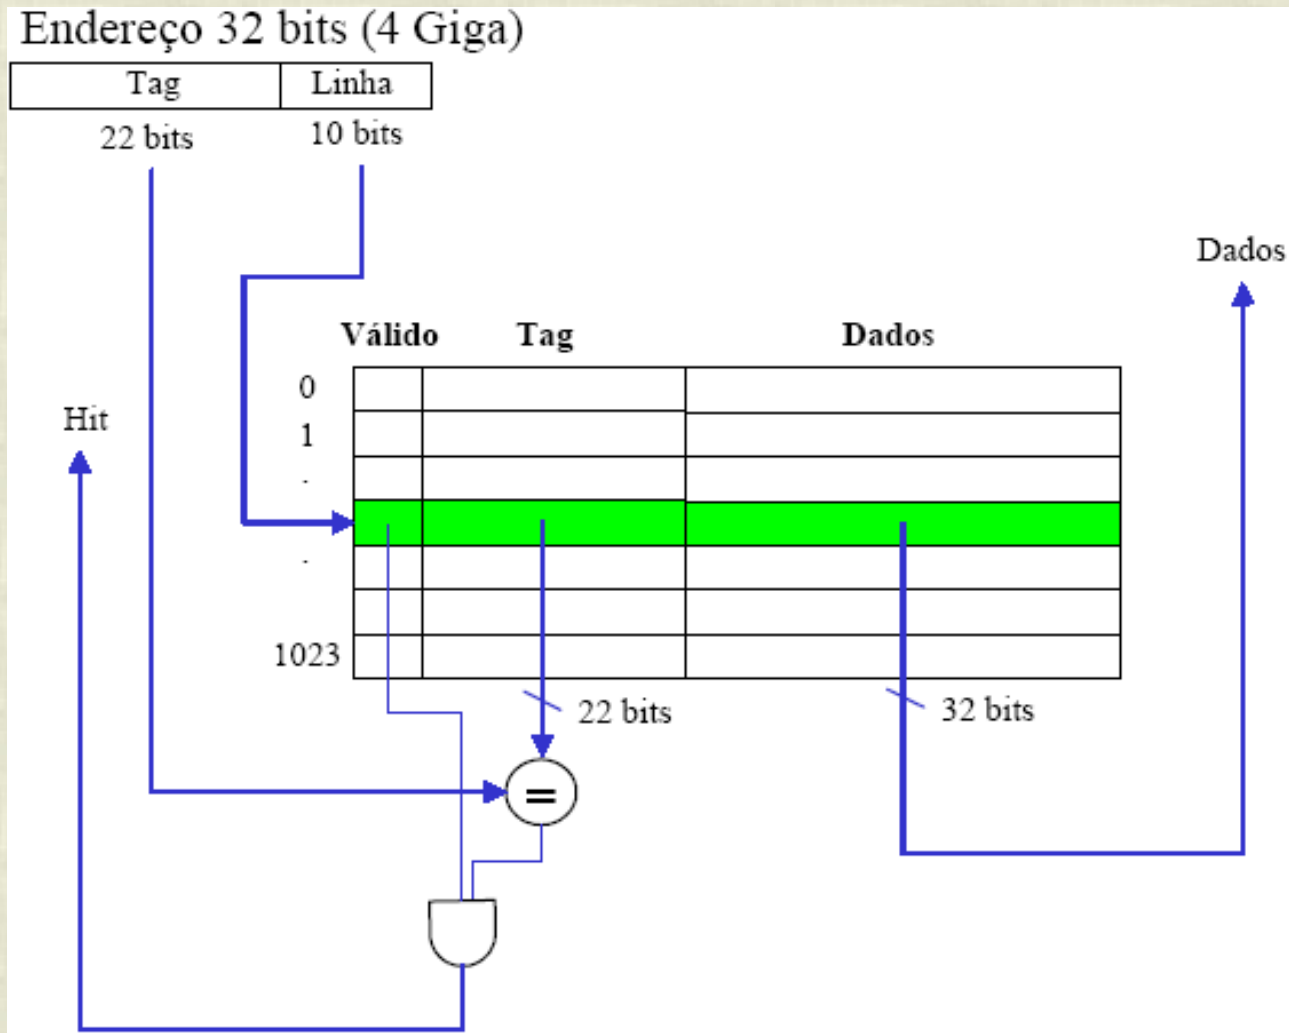 Endereço 32 bits (4 Giga)
Tag Linha
22 bits 10 bits
Dados
Válido Tag Dados
0
Hit
1
.
.
1023
22 bits 32 bits
=